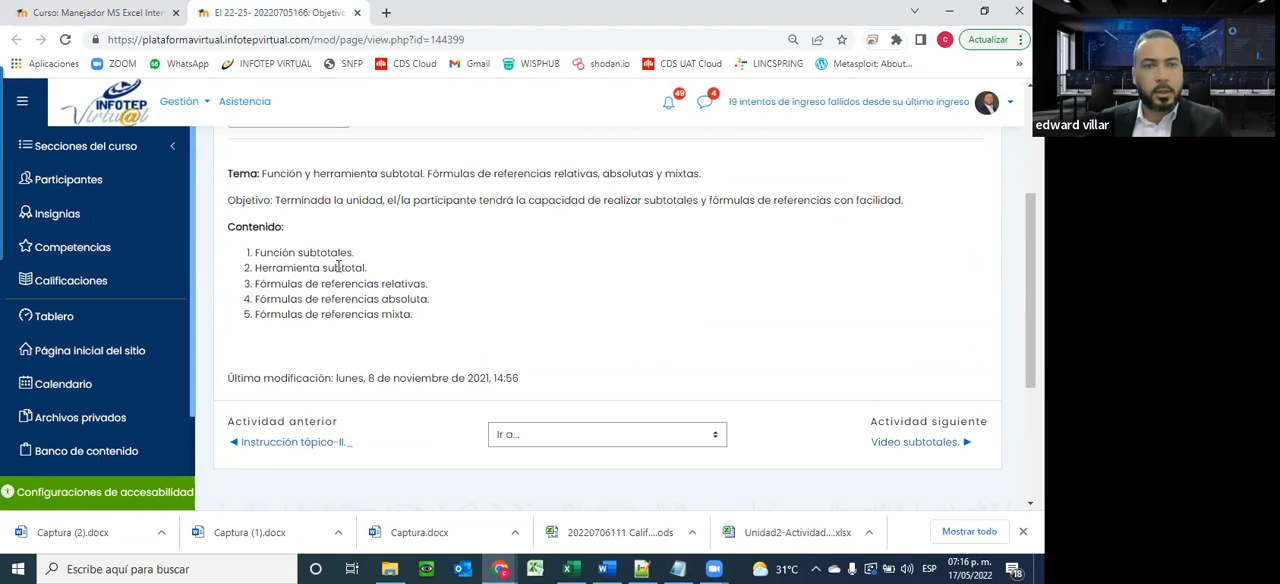 Curso: Manejador MS Excel Inter
El 22-25- 20220705166: Objetivo
https://plataformavirtual.infotepvirtual.com/mod/page/view.php?id=144399
Actualizar
Aplicaciones
ZOOM
WhatsApp
INFOTEP VIRTUAL
SNFP
CDS Cloud
Gmail
WISPHUB
shodan.io
CDS UAT Cloud
LINCSPRING
Metasploit: About...
INFOTEP
Virtu@l
Gestión
Asistencia
49
4
19 intentos de ingreso fallidos desde su último ingreso
edward villar
Secciones del curso
Participantes
Insignias
Competencias
Calificaciones
Tablero
Página inicial del sitio
Calendario
Archivos privados
Banco de contenido
Configuraciones de accesabilidad
Tema: Función y herramienta subtotal. Fórmulas de referencias relativas, absolutas y mixtas.
Objetivo: Terminada la unidad, el/la participante tendrá la capacidad de realizar subtotales y fórmulas de referencias con facilidad.
Contenido:
1. Función subtotales.
2. Herramienta subtotal.
3. Fórmulas de referencias relativas.
4. Fórmulas de referencias absoluta.
5. Fórmulas de referencias mixta.
Última modificación: lunes, 8 de noviembre de 2021, 14:56
Actividad anterior
◀ Instrucción tópico-II._
Ir a...
Actividad siguiente
Video subtotales. ▶
Captura (2).docx
Captura (1).docx
Captura.docx
20220706111 Calif....ods
Unidad2-Actividad....xlsx
Mostrar todo
Escribe aquí para buscar
31°C
ESP
07:16 p. m.
17/05/2022
18